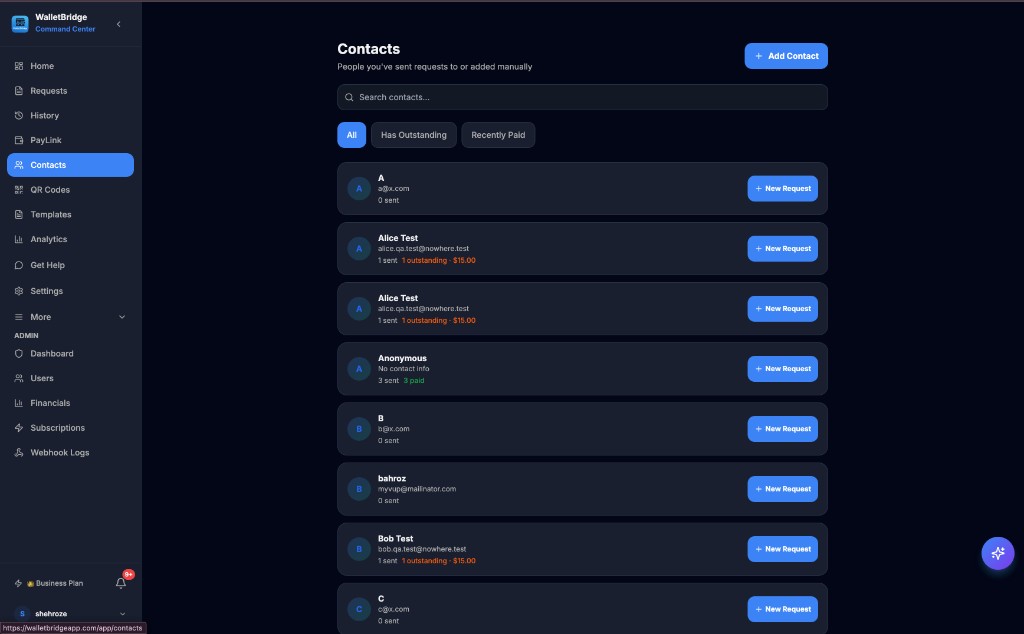 WalletBridge
Command Center
Home
Requests
History
PayLink
Contacts
QR Codes
Templates
Analytics
Get Help
Settings
More
ADMIN
Dashboard
Users
Financials
Subscriptions
Webhook Logs
Business Plan
9+
S shehroze
https://walletbridgeapp.com/app/contacts
Contacts
People you've sent requests to or added manually
+ Add Contact
Search contacts...
All Has Outstanding Recently Paid
A
A
a@x.com
0 sent
+ New Request
A
Alice Test
alice.qa.test@nowhere.test
1 sent 1 outstanding · $15.00
+ New Request
A
Alice Test
alice.qa.test@nowhere.test
1 sent 1 outstanding · $15.00
+ New Request
A
Anonymous
No contact info
3 sent 3 paid
+ New Request
B
B
b@x.com
0 sent
+ New Request
B
bahroz
myvup@mailinator.com
0 sent
+ New Request
B
Bob Test
bob.qa.test@nowhere.test
1 sent 1 outstanding · $15.00
+ New Request
C
C
c@x.com
0 sent
+ New Request